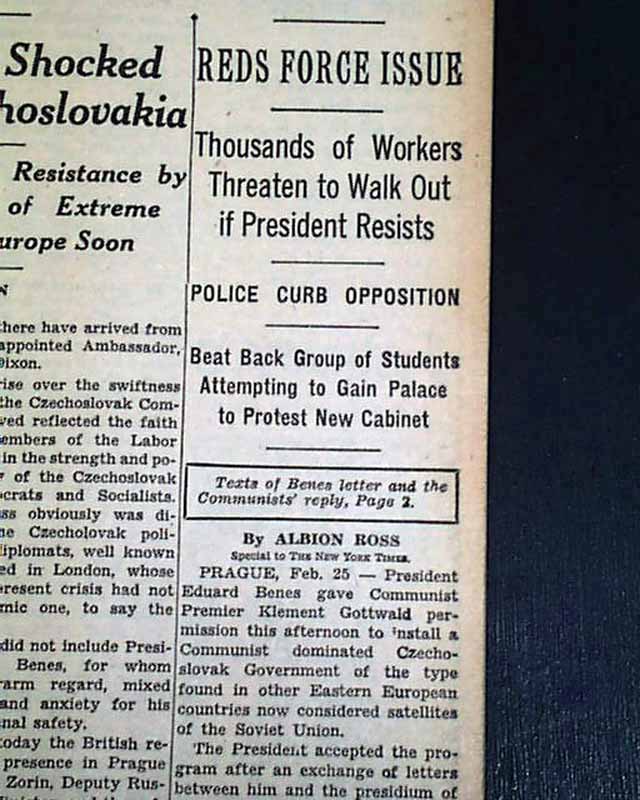 Shocked
hoslovakia
Resistance by
of Extreme
urope Soon
N
here have arrived from
appointed Ambassador,
Dixon.
rise over the swiftness
the Czechoslovak Com-
ved reflected the faith
embers of the Labor
in the strength and po-
of the Czechoslovak
crats and Socialists.
ss obviously was di-
he Czecholovak poli-
diplomats, well known
ed in London, whose
present crisis had not
mic one, to say the
did not include Presi-
Benes, for whom
arm regard, mixed
and anxiety for his
nal safety.
today the British re-
presence in Prague
Zorin, Deputy Rus-
REDS FORCE ISSUE
Thousands of Workers
Threaten to Walk Out
if President Resists
POLICE CURB OPPOSITION
Beat Back Group of Students
Attempting to Gain Palace
to Protest New Cabinet
Texts of Benes letter and the
Communists' reply, Page 2.
By ALBION ROSS
Special to THE NEW YORK TIMES.
PRAGUE, Feb. 25 — President
Eduard Benes gave Communist
Premier Klement Gottwald per-
mission this afternoon to install a
Communist dominated Czecho-
slovak Government of the type
found in other Eastern European
countries now considered satellites
of the Soviet Union.
The President accepted the pro-
gram after an exchange of letters
between him and the presidium of